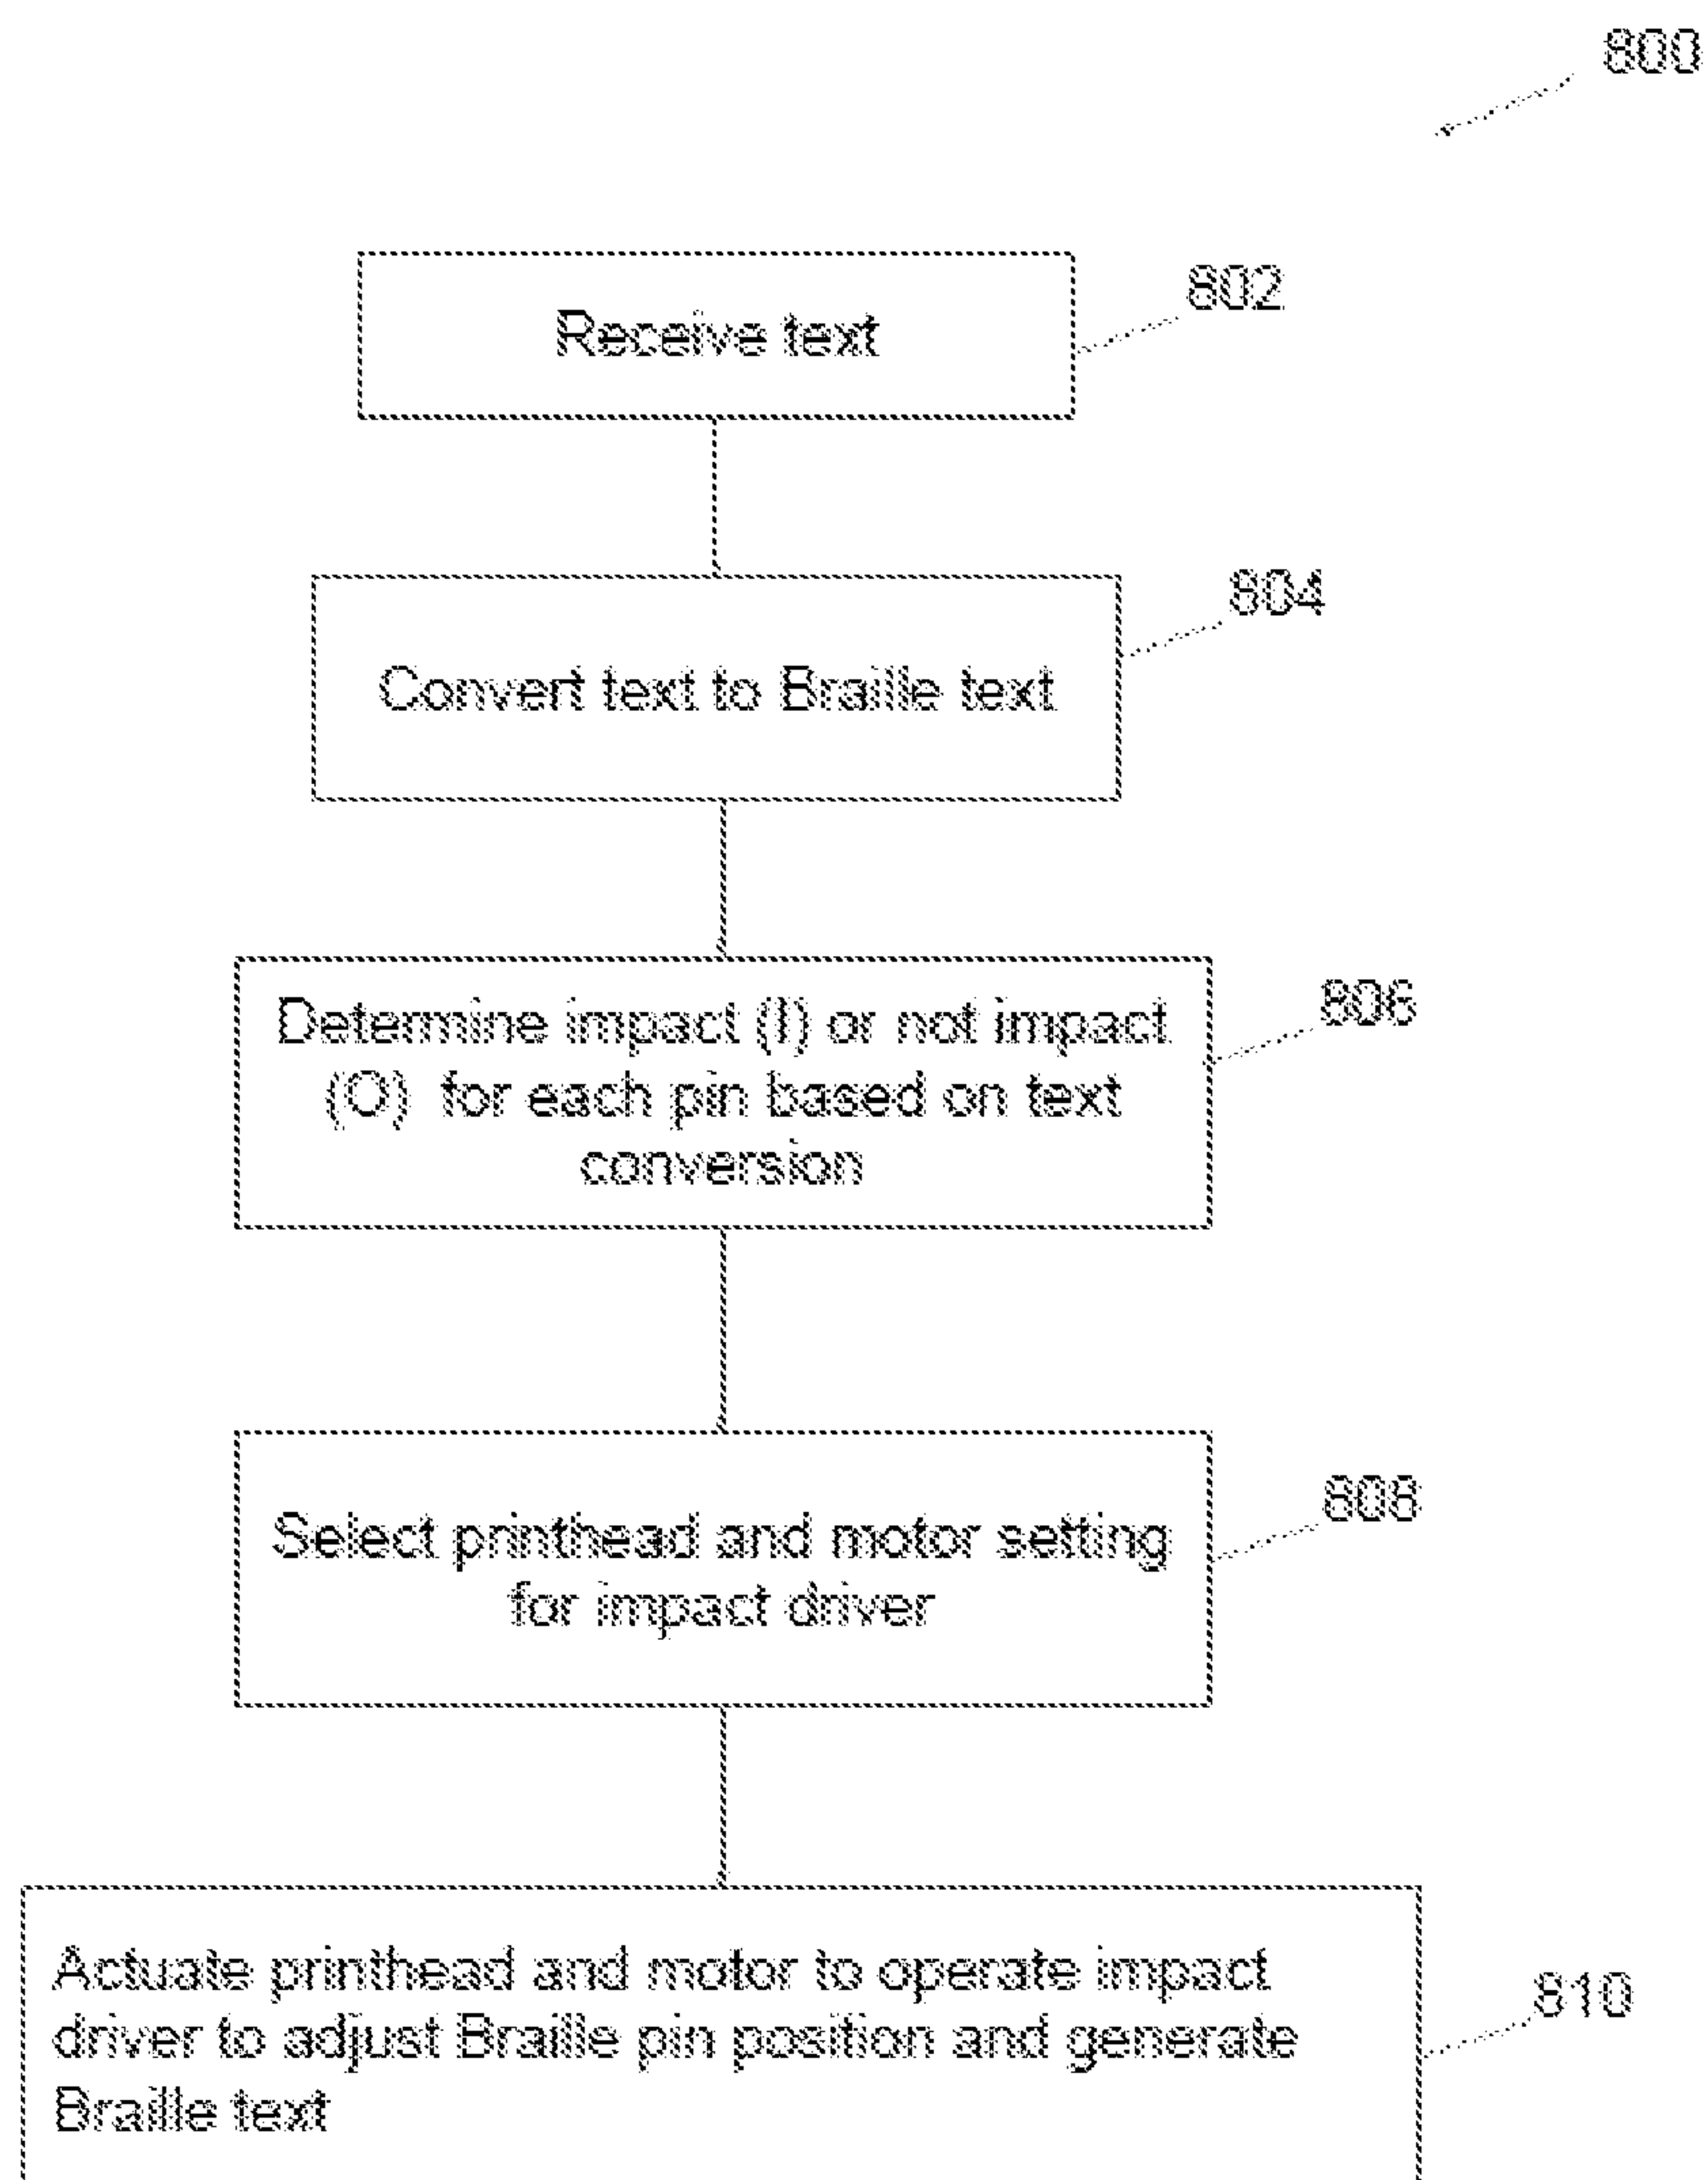 800
Receive text
802
Convert text to Braille text
804
Determine impact (I) or not impact
(O) for each pin based on text
conversion
806
Select printhead and motor setting
for impact driver
808
Actuate printhead and motor to operate impact
driver to adjust Braille pin position and generate
Braille text
810